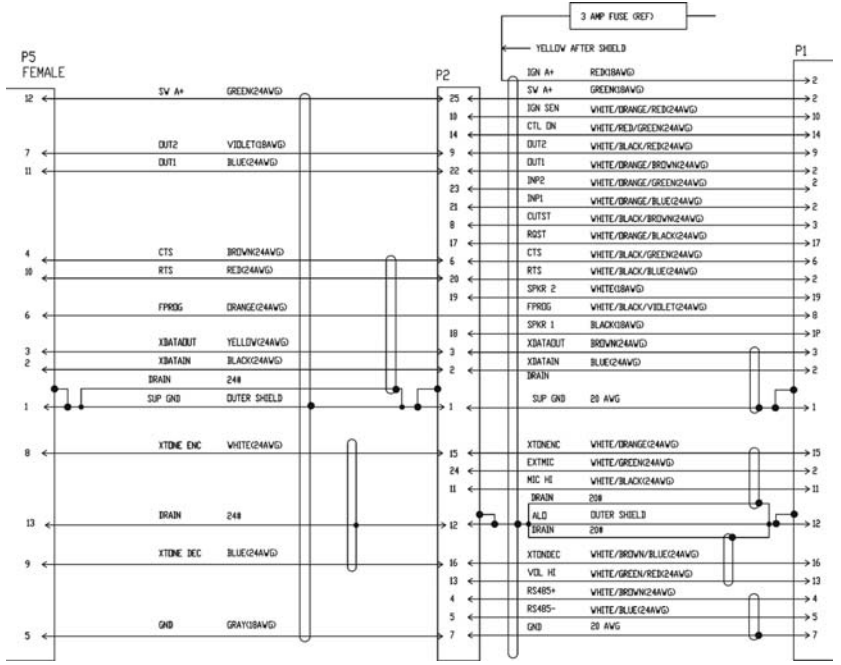 3 AMP FUSE (REF)
YELLOW AFTER SHIELD
P5
FEMALE
P2
P1
IGN A+ RED(18AWG) 2
12 SW A+ GREEN(24AWG) 25 SW A+ GREEN(18AWG) 2
10 IGN SEN WHITE/ORANGE/RED(24AWG) 10
14 CTL ON WHITE/RED/GREEN(24AWG) 14
7 OUT2 VIOLET(18AWG) 9 OUT2 WHITE/BLACK/RED(24AWG) 9
11 OUT1 BLUE(24AWG) 22 OUT1 WHITE/ORANGE/BROWN(24AWG) 2
23 INP2 WHITE/ORANGE/GREEN(24AWG) 2
21 INP1 WHITE/ORANGE/BLUE(24AWG) 2
8 CUTST WHITE/BLACK/BROWN(24AWG) 3
17 RQST WHITE/ORANGE/BLACK(24AWG) 17
4 CTS BROWN(24AWG) 6 CTS WHITE/BLACK/GREEN(24AWG) 6
10 RTS RED(24AWG) 20 RTS WHITE/BLACK/BLUE(24AWG) 2
19 SPKR 2 WHITE(18AWG) 19
6 FPROG ORANGE(24AWG) FPROG WHITE/BLACK/VIOLET(24AWG) 8
18 SPKR 1 BLACK(18AWG) 1P
3 XDATAOUT YELLOW(24AWG) 3 XDATAOUT BROWN(24AWG) 3
2 XDATAIN BLACK(24AWG) 2 XDATAIN BLUE(24AWG) 2
DRAIN 24# DRAIN
1 SUP GND OUTER SHIELD 1 SUP GND 20 AWG 1
8 XTONE ENC WHITE(24AWG) 15 XTONENC WHITE/ORANGE(24AWG) 15
24 EXTMIC WHITE/GREEN(24AWG) 2
11 MIC HI WHITE/BLACK(24AWG) 11
DRAIN 20#
13 DRAIN 24# 12 ALO OUTER SHIELD 12
DRAIN 20#
9 XTONE DEC BLUE(24AWG) 16 XTONDEC WHITE/BROWN/BLUE(24AWG) 16
13 VOL HI WHITE/GREEN/RED(24AWG) 13
4 RS485+ WHITE/BROWN(24AWG) 4
5 RS485- WHITE/BLUE(24AWG) 5
5 GND GRAY(18AWG) 7 GND 20 AWG 7